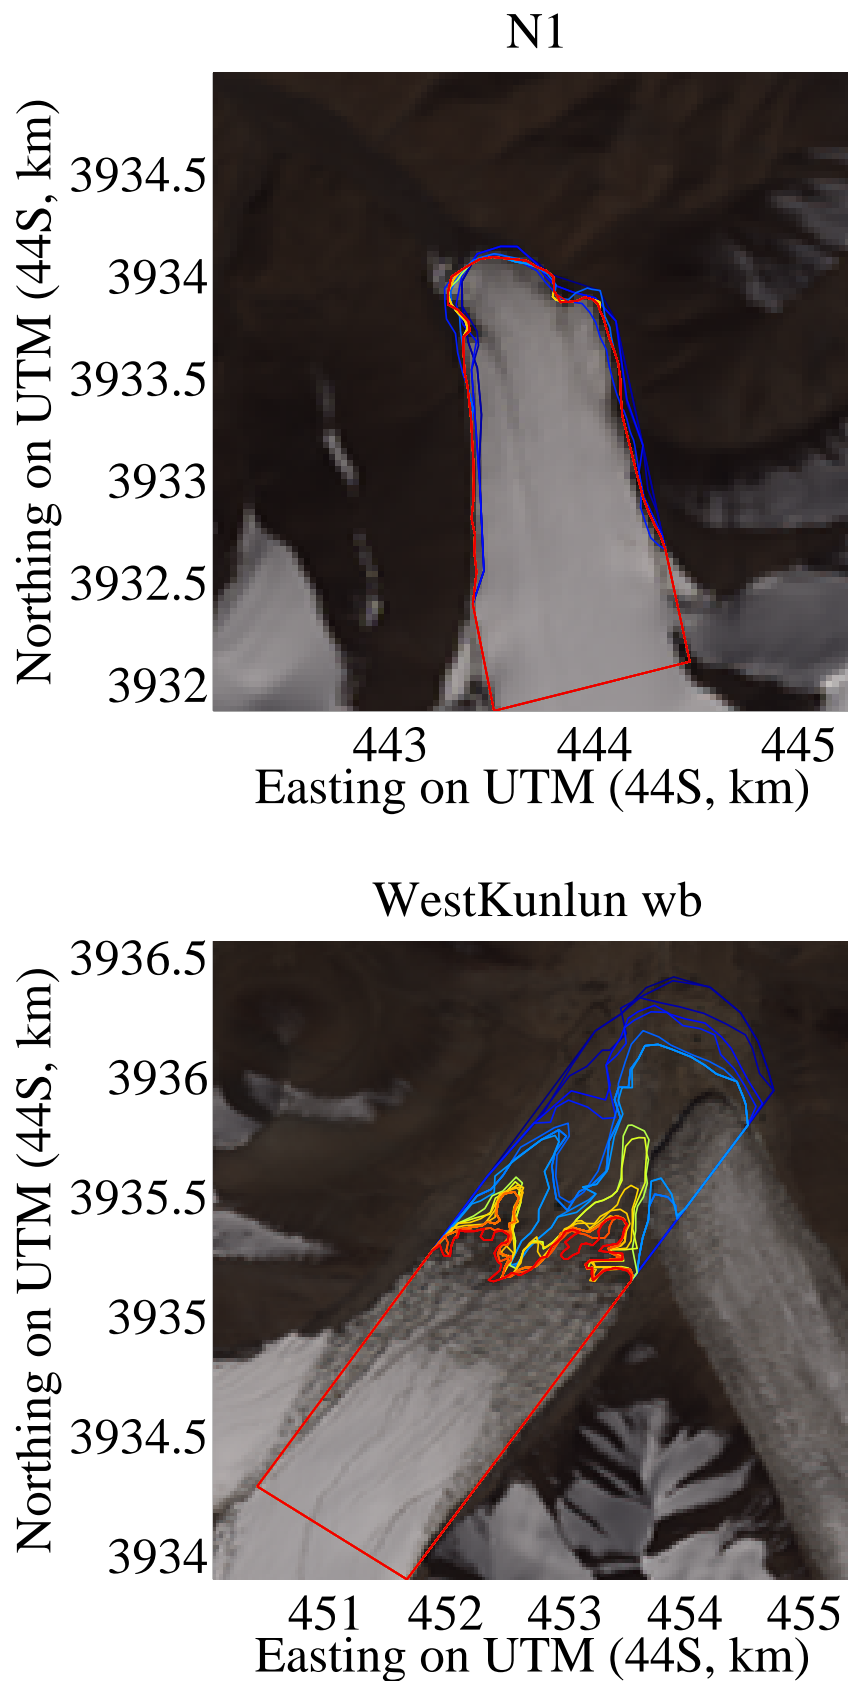 N1
Northing on UTM (44S, km)
3934.5
3934
3933.5
3933
3932.5
3932
443 444 445
Easting on UTM (44S, km)
WestKunlun wb
Northing on UTM (44S, km)
3936.5
3936
3935.5
3935
3934.5
3934
451 452 453 454 455
Easting on UTM (44S, km)